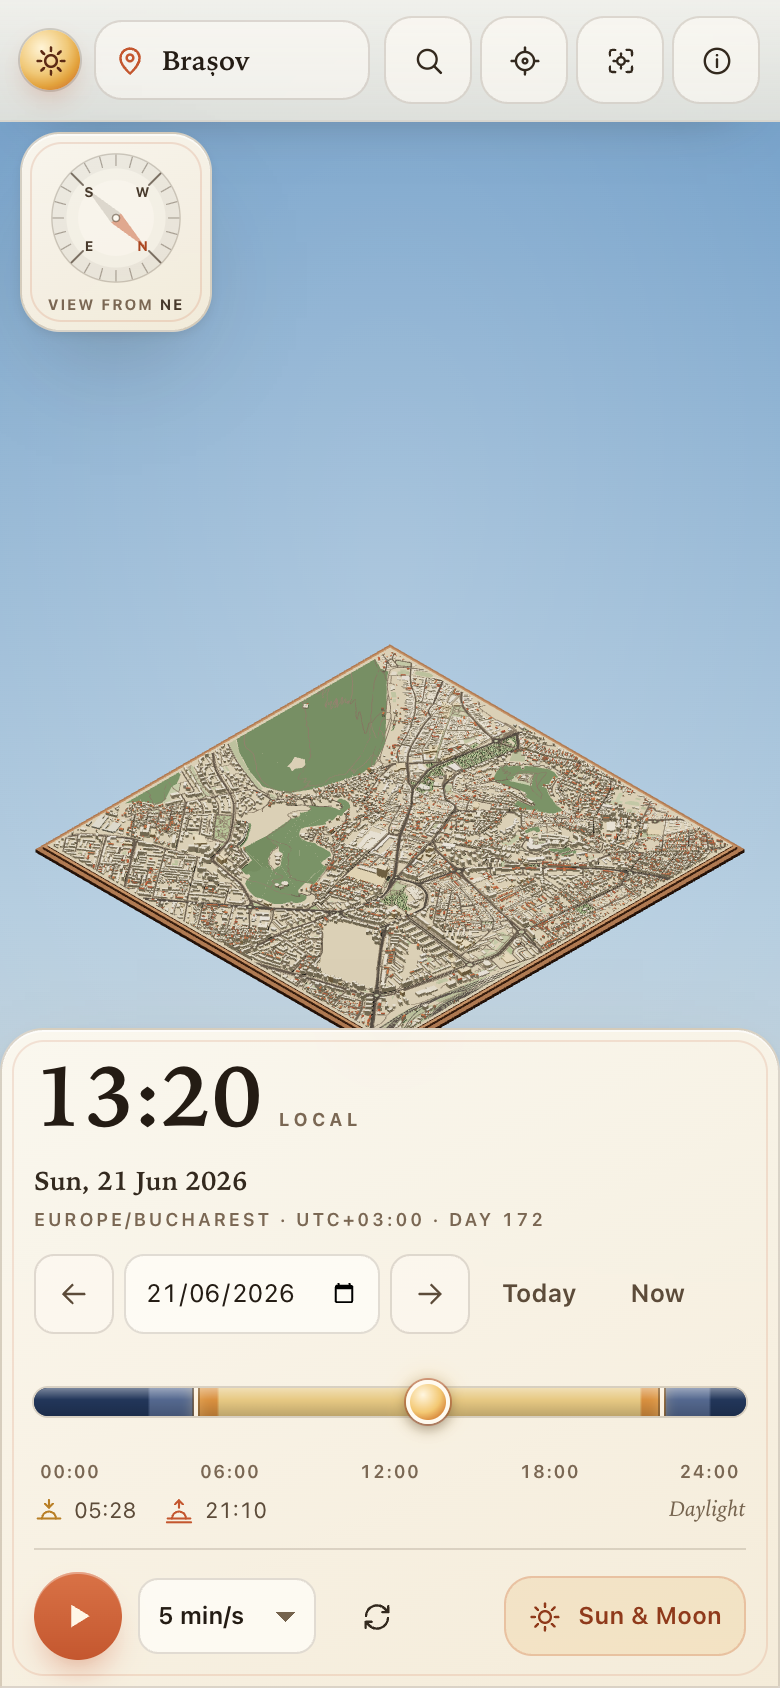 Brașov
S W
E N
VIEW FROM NE
13:20 LOCAL
Sun, 21 Jun 2026
EUROPE/BUCHAREST · UTC+03:00 · DAY 172
21/06/2026 Today Now
00:00 06:00 12:00 18:00 24:00
05:28 21:10 Daylight
5 min/s Sun & Moon